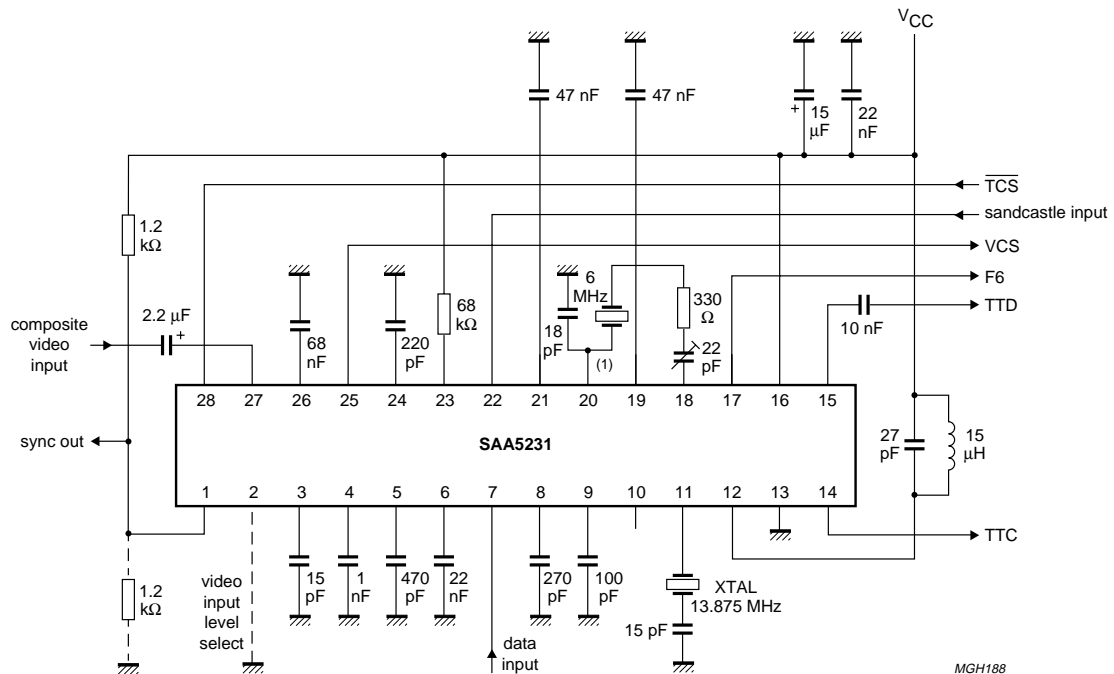 VCC
47 nF
47 nF
15
μF
+
22
nF
TCS
sandcastle input
VCS
F6
TTD
10 nF
1.2
kΩ
composite
video
input
2.2 μF
+
68
nF
220
pF
68
kΩ
18
pF
6
MHz
(1)
330
Ω
22
pF
28 27 26 25 24 23 22 21 20 19 18 17 16 15
sync out
SAA5231
27
pF
15
μH
1 2 3 4 5 6 7 8 9 10 11 12 13 14
TTC
1.2
kΩ
video
input
level
select
15
pF
1
nF
470
pF
22
nF
data
input
270
pF
100
pF
XTAL
13.875 MHz
15 pF
MGH188